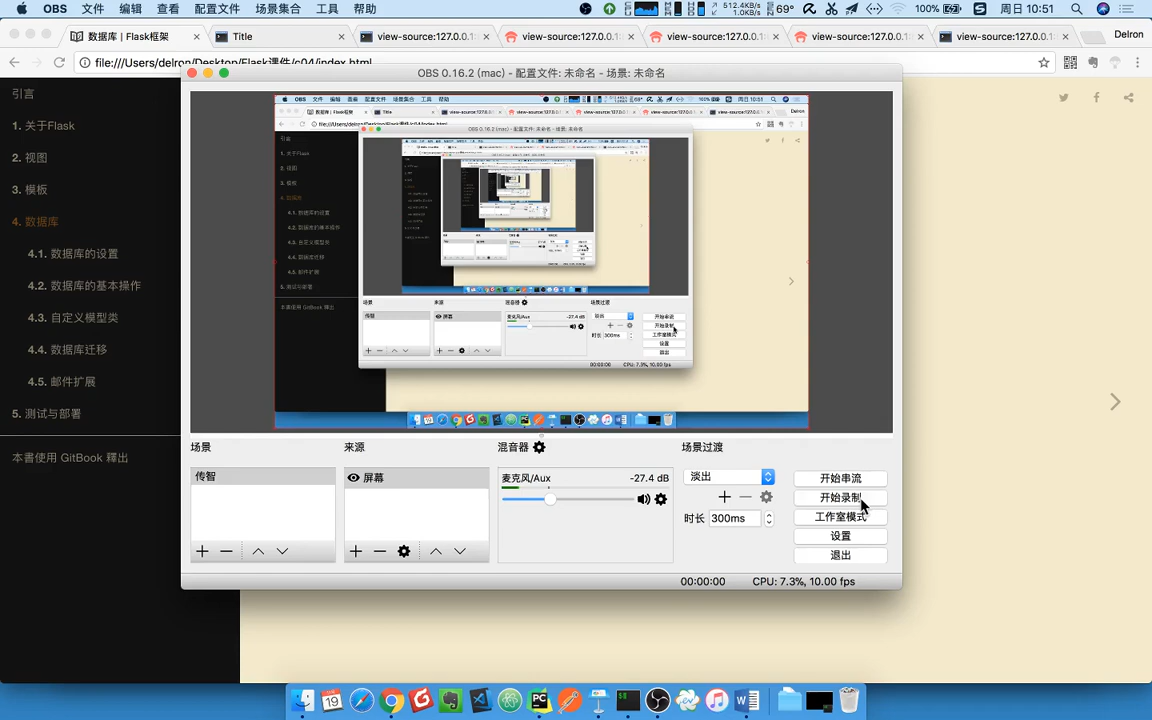 OBS 文件 编辑 查看 配置文件 场景集合 工具 帮助
512.4KB/s
1.0KB/s
69°
100%
周日 10:51
数据库 | Flask框架
Title
view-source:127.0.0.1
view-source:127.0.0.18
view-source:127.0.0.18
view-source:127.0.0.1
view-source:127.0.0.18
Delron
file:///Users/delron/Desktop/Flask课件/c04/index.html
OBS 0.16.2 (mac) - 配置文件: 未命名 - 场景: 未命名
引言
1. 关于Flask
2. 视图
3. 模板
4. 数据库
4.1. 数据库的设置
4.2. 数据库的基本操作
4.3. 自定义模型类
4.4. 数据库迁移
4.5. 邮件扩展
5. 测试与部署
本書使用 GitBook 釋出
场景
传智
来源
屏幕
混音器
麦克风/Aux -27.4 dB
场景过渡
淡出
时长 300ms
开始串流
开始录制
工作室模式
设置
退出
00:00:00 CPU: 7.3%, 10.00 fps